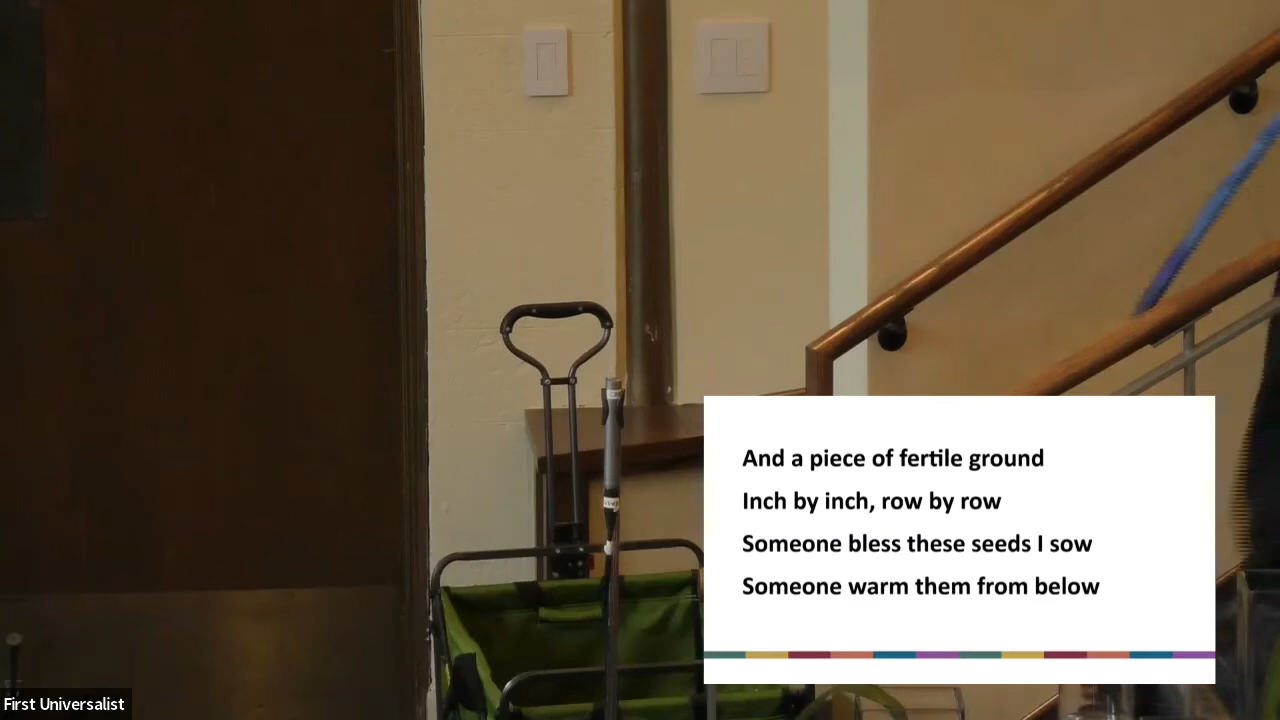 And a piece of fertile ground
Inch by inch, row by row
Someone bless these seeds I sow
Someone warm them from below
First Universalist